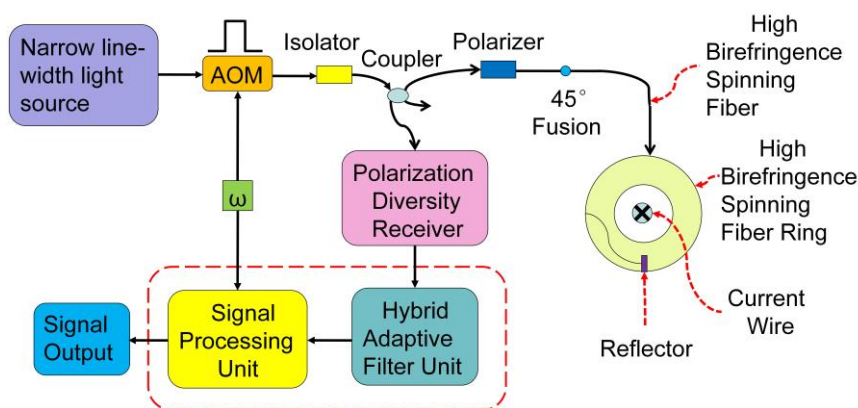 Narrow line-
width light
source
AOM
Isolator
Coupler
Polarizer
45°
Fusion
High
Birefringence
Spinning
Fiber
High
Birefringence
Spinning
Fiber Ring
Current
Wire
Reflector
ω
Polarization
Diversity
Receiver
Hybrid
Adaptive
Filter Unit
Signal
Processing
Unit
Signal
Output